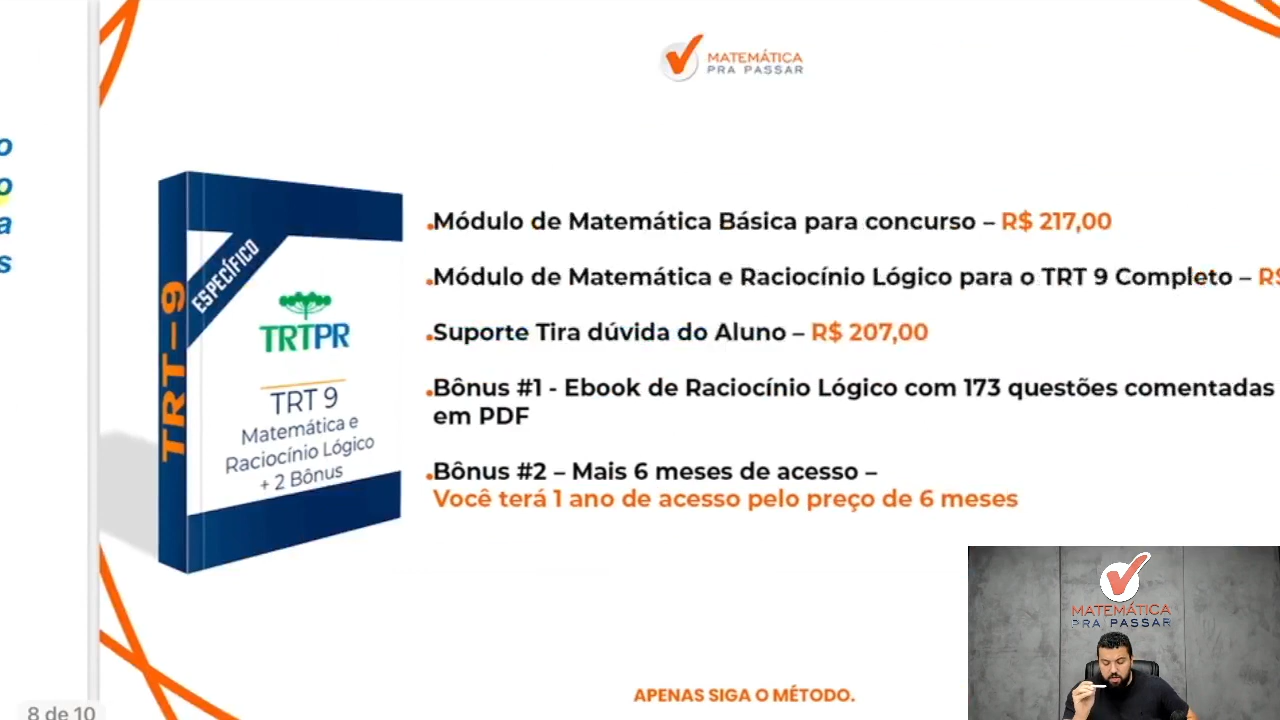 MATEMÁTICA
PRA PASSAR
o
o
a
s
ESPECÍFICO
TRT-9
TRTPR
TRT 9
Matemática e
Raciocínio Lógico
+ 2 Bônus
•Módulo de Matemática Básica para concurso – R$ 217,00
•Módulo de Matemática e Raciocínio Lógico para o TRT 9 Completo – R$
•Suporte Tira dúvida do Aluno – R$ 207,00
•Bônus #1 - Ebook de Raciocínio Lógico com 173 questões comentadas
em PDF
•Bônus #2 – Mais 6 meses de acesso –
Você terá 1 ano de acesso pelo preço de 6 meses
MATEMÁTICA
PRA PASSAR
APENAS SIGA O MÉTODO.
8 de 10